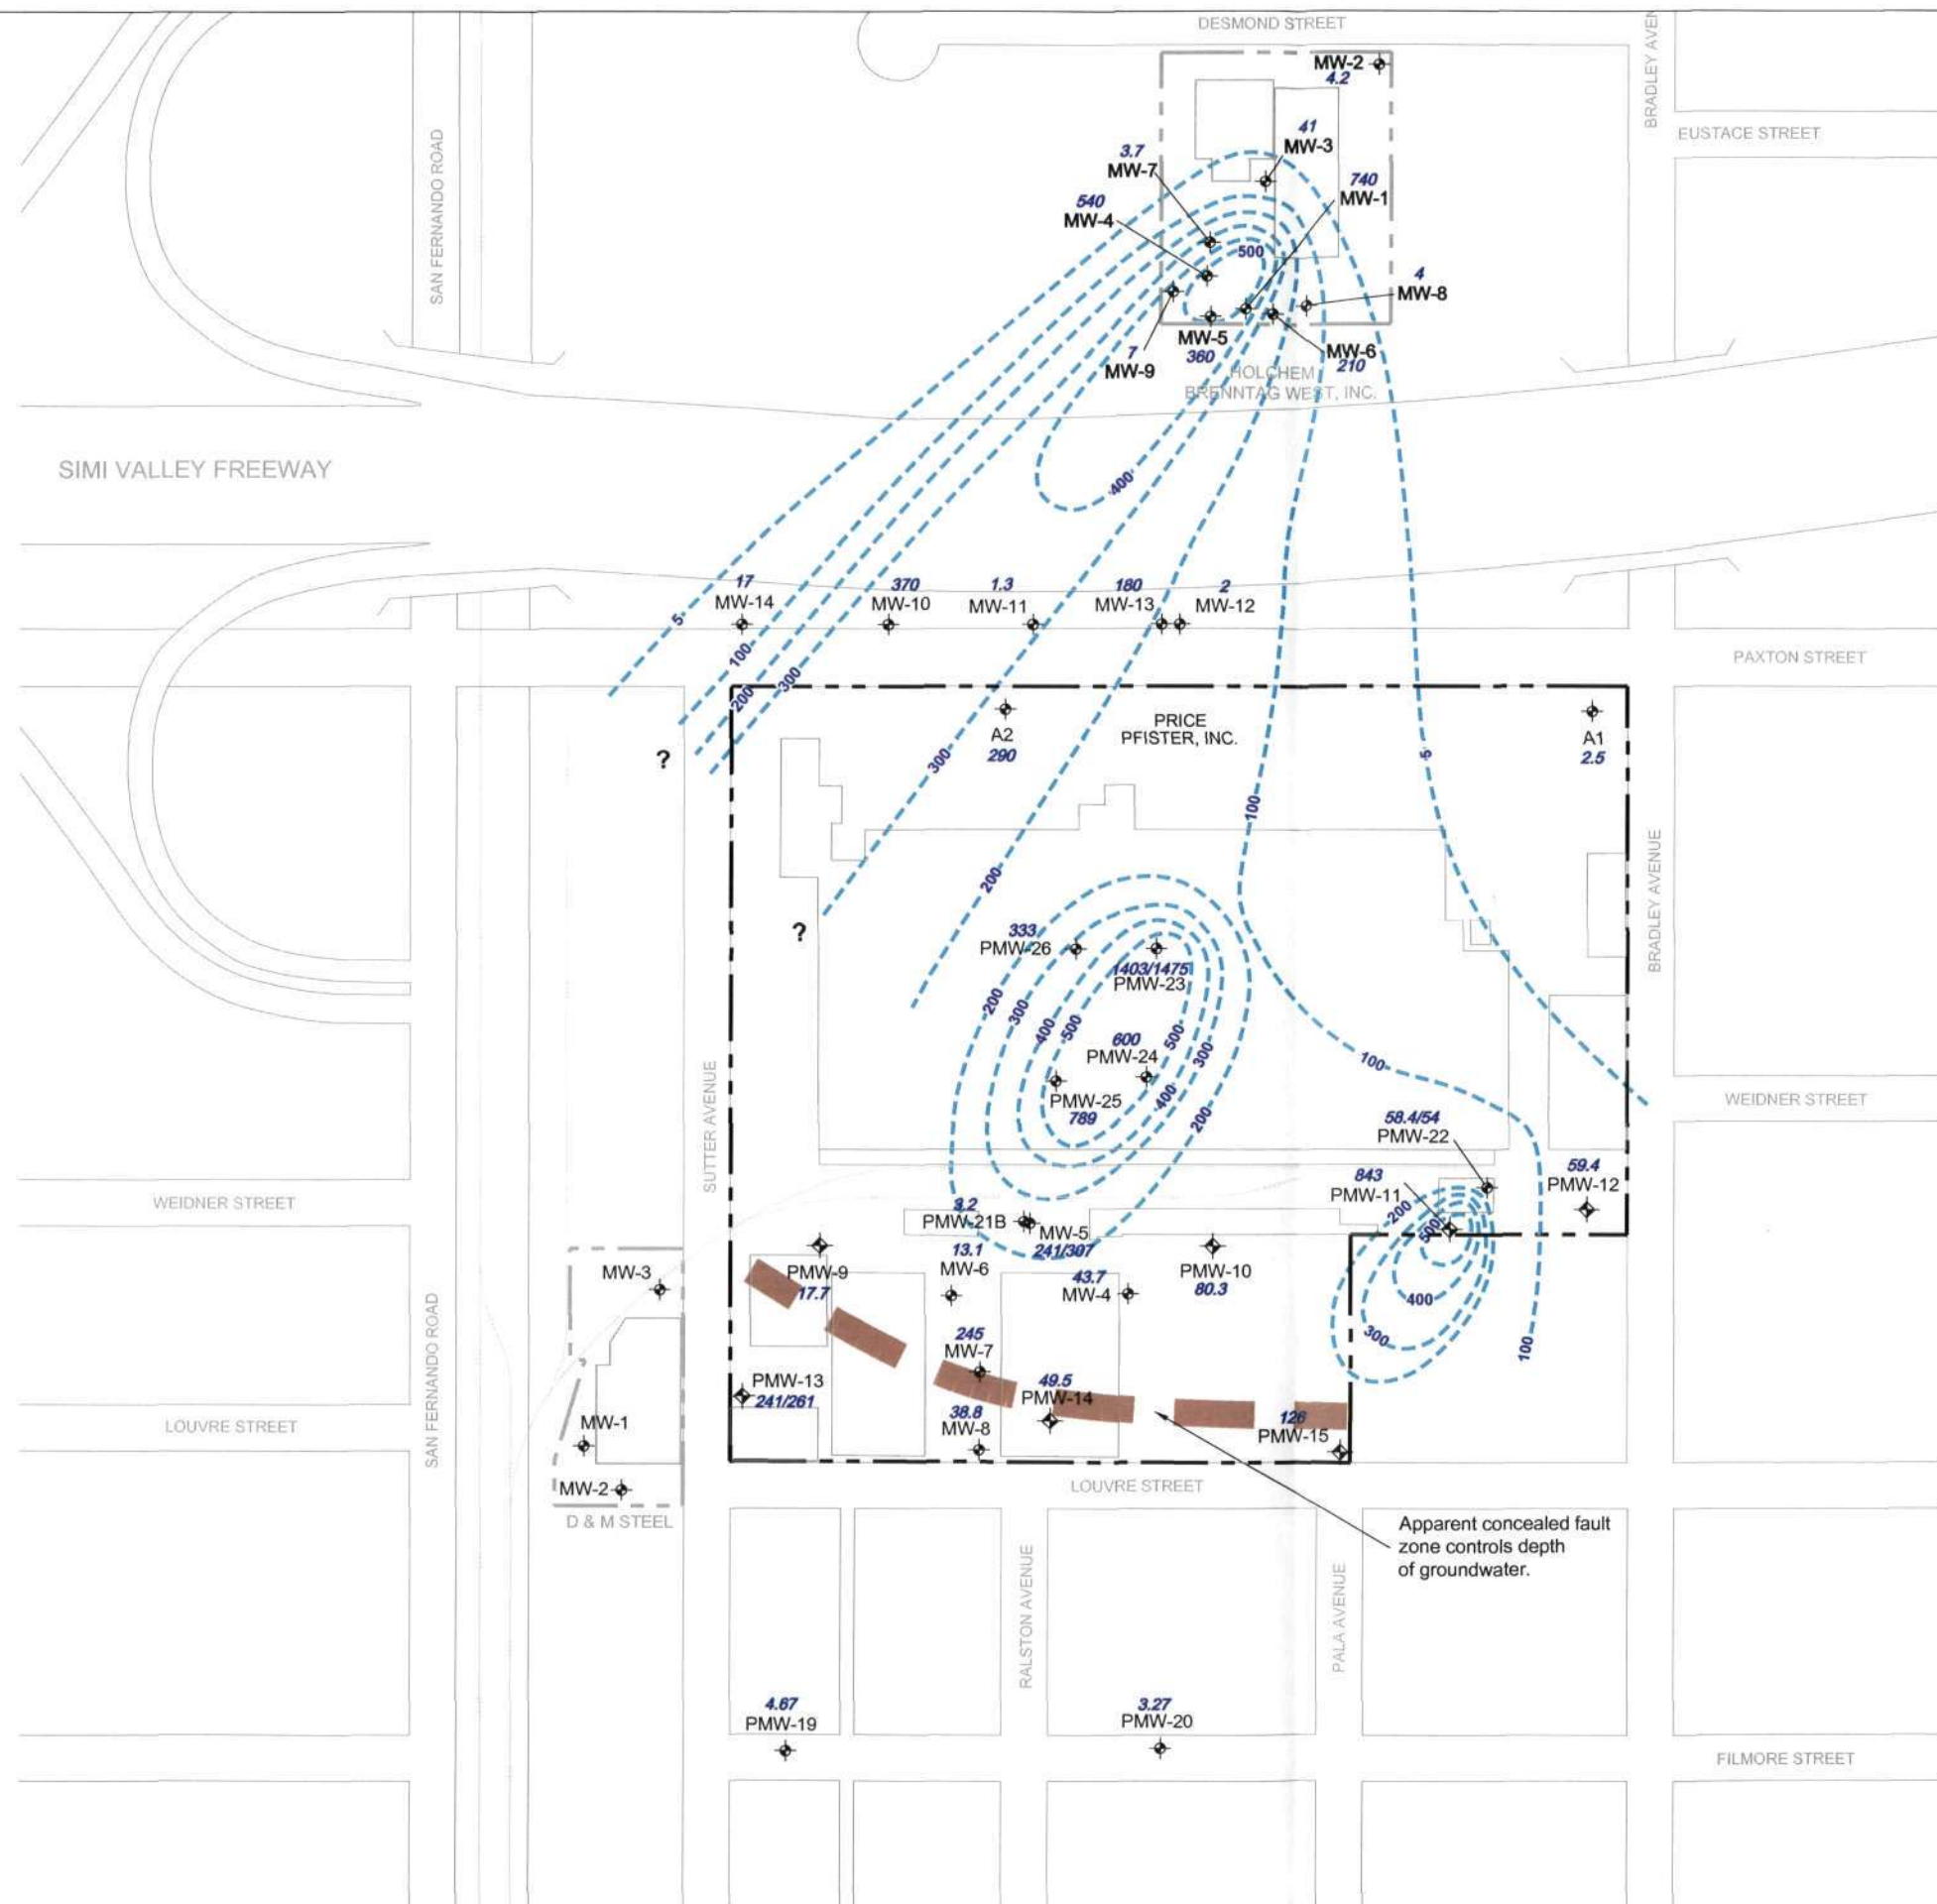 DESMOND STREET
BRADLEY AVEN
EUSTACE STREET
SAN FERNANDO ROAD
MW-2
4.2
41
MW-3
3.7
MW-7
740
MW-1
540
MW-4
500
4
MW-8
MW-5
360
MW-6
210
7
MW-9
HOLCHEM
BRENNTAG WEST, INC.
SIMI VALLEY FREEWAY
400
17
MW-14
370
MW-10
1.3
MW-11
180
MW-13
2
MW-12
5
100
200
300
PAXTON STREET
A2
290
PRICE
PFISTER, INC.
A1
2.5
?
300
5
100
200
BRADLEY AVENUE
?
333
PMW-26
1403/1475
PMW-23
200
300
400
500
500
300
400
200
600
PMW-24
PMW-25
789
100
SUTTER AVENUE
WEIDNER STREET
58.4/54
PMW-22
843
PMW-11
59.4
PMW-12
WEIDNER STREET
200
500
400
300
100
3.2
PMW-21B
MW-5
241/307
13.1
MW-6
PMW-9
17.7
43.7
MW-4
PMW-10
80.3
MW-3
245
MW-7
PMW-13
241/261
49.5
PMW-14
38.8
MW-8
126
PMW-15
LOUVRE STREET
MW-1
MW-2
D & M STEEL
SAN FERNANDO ROAD
LOUVRE STREET
Apparent concealed fault
zone controls depth
of groundwater.
RALSTON AVENUE
PALA AVENUE
4.67
PMW-19
3.27
PMW-20
FILMORE STREET